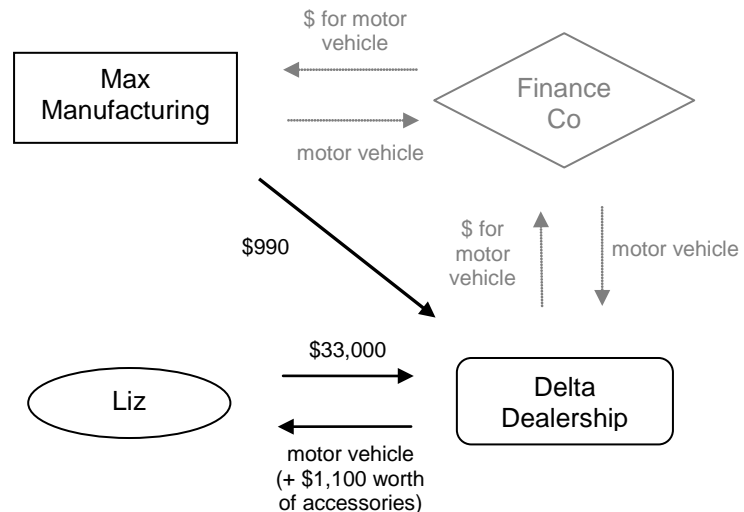 $ for motor
vehicle
Max
Manufacturing
Finance
Co
motor vehicle
$990
$ for
motor
vehicle
motor vehicle
$33,000
Liz
Delta
Dealership
motor vehicle
(+ $1,100 worth
of accessories)